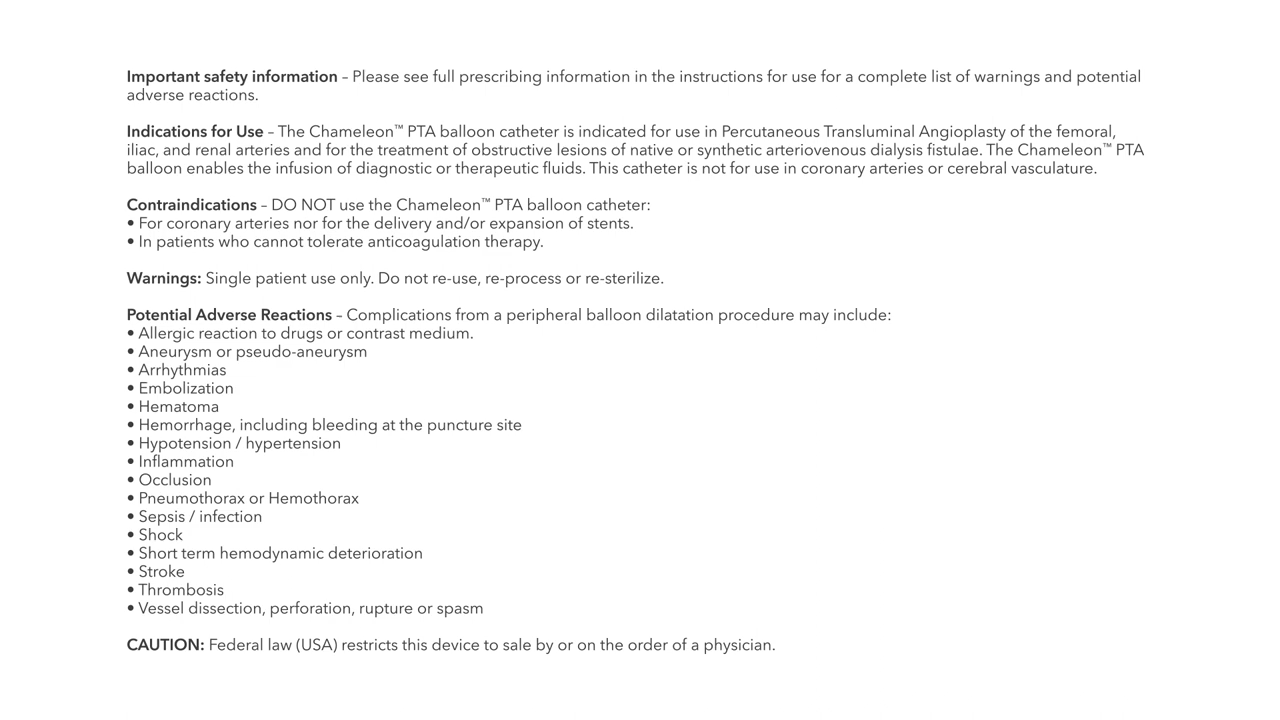 Important safety information – Please see full prescribing information in the instructions for use for a complete list of warnings and potential
adverse reactions.
Indications for Use – The Chameleon™ PTA balloon catheter is indicated for use in Percutaneous Transluminal Angioplasty of the femoral,
iliac, and renal arteries and for the treatment of obstructive lesions of native or synthetic arteriovenous dialysis fistulae. The Chameleon™ PTA
balloon enables the infusion of diagnostic or therapeutic fluids. This catheter is not for use in coronary arteries or cerebral vasculature.
Contraindications – DO NOT use the Chameleon™ PTA balloon catheter:
• For coronary arteries nor for the delivery and/or expansion of stents.
• In patients who cannot tolerate anticoagulation therapy.
Warnings: Single patient use only. Do not re-use, re-process or re-sterilize.
Potential Adverse Reactions – Complications from a peripheral balloon dilatation procedure may include:
• Allergic reaction to drugs or contrast medium.
• Aneurysm or pseudo-aneurysm
• Arrhythmias
• Embolization
• Hematoma
• Hemorrhage, including bleeding at the puncture site
• Hypotension / hypertension
• Inflammation
• Occlusion
• Pneumothorax or Hemothorax
• Sepsis / infection
• Shock
• Short term hemodynamic deterioration
• Stroke
• Thrombosis
• Vessel dissection, perforation, rupture or spasm
CAUTION: Federal law (USA) restricts this device to sale by or on the order of a physician.